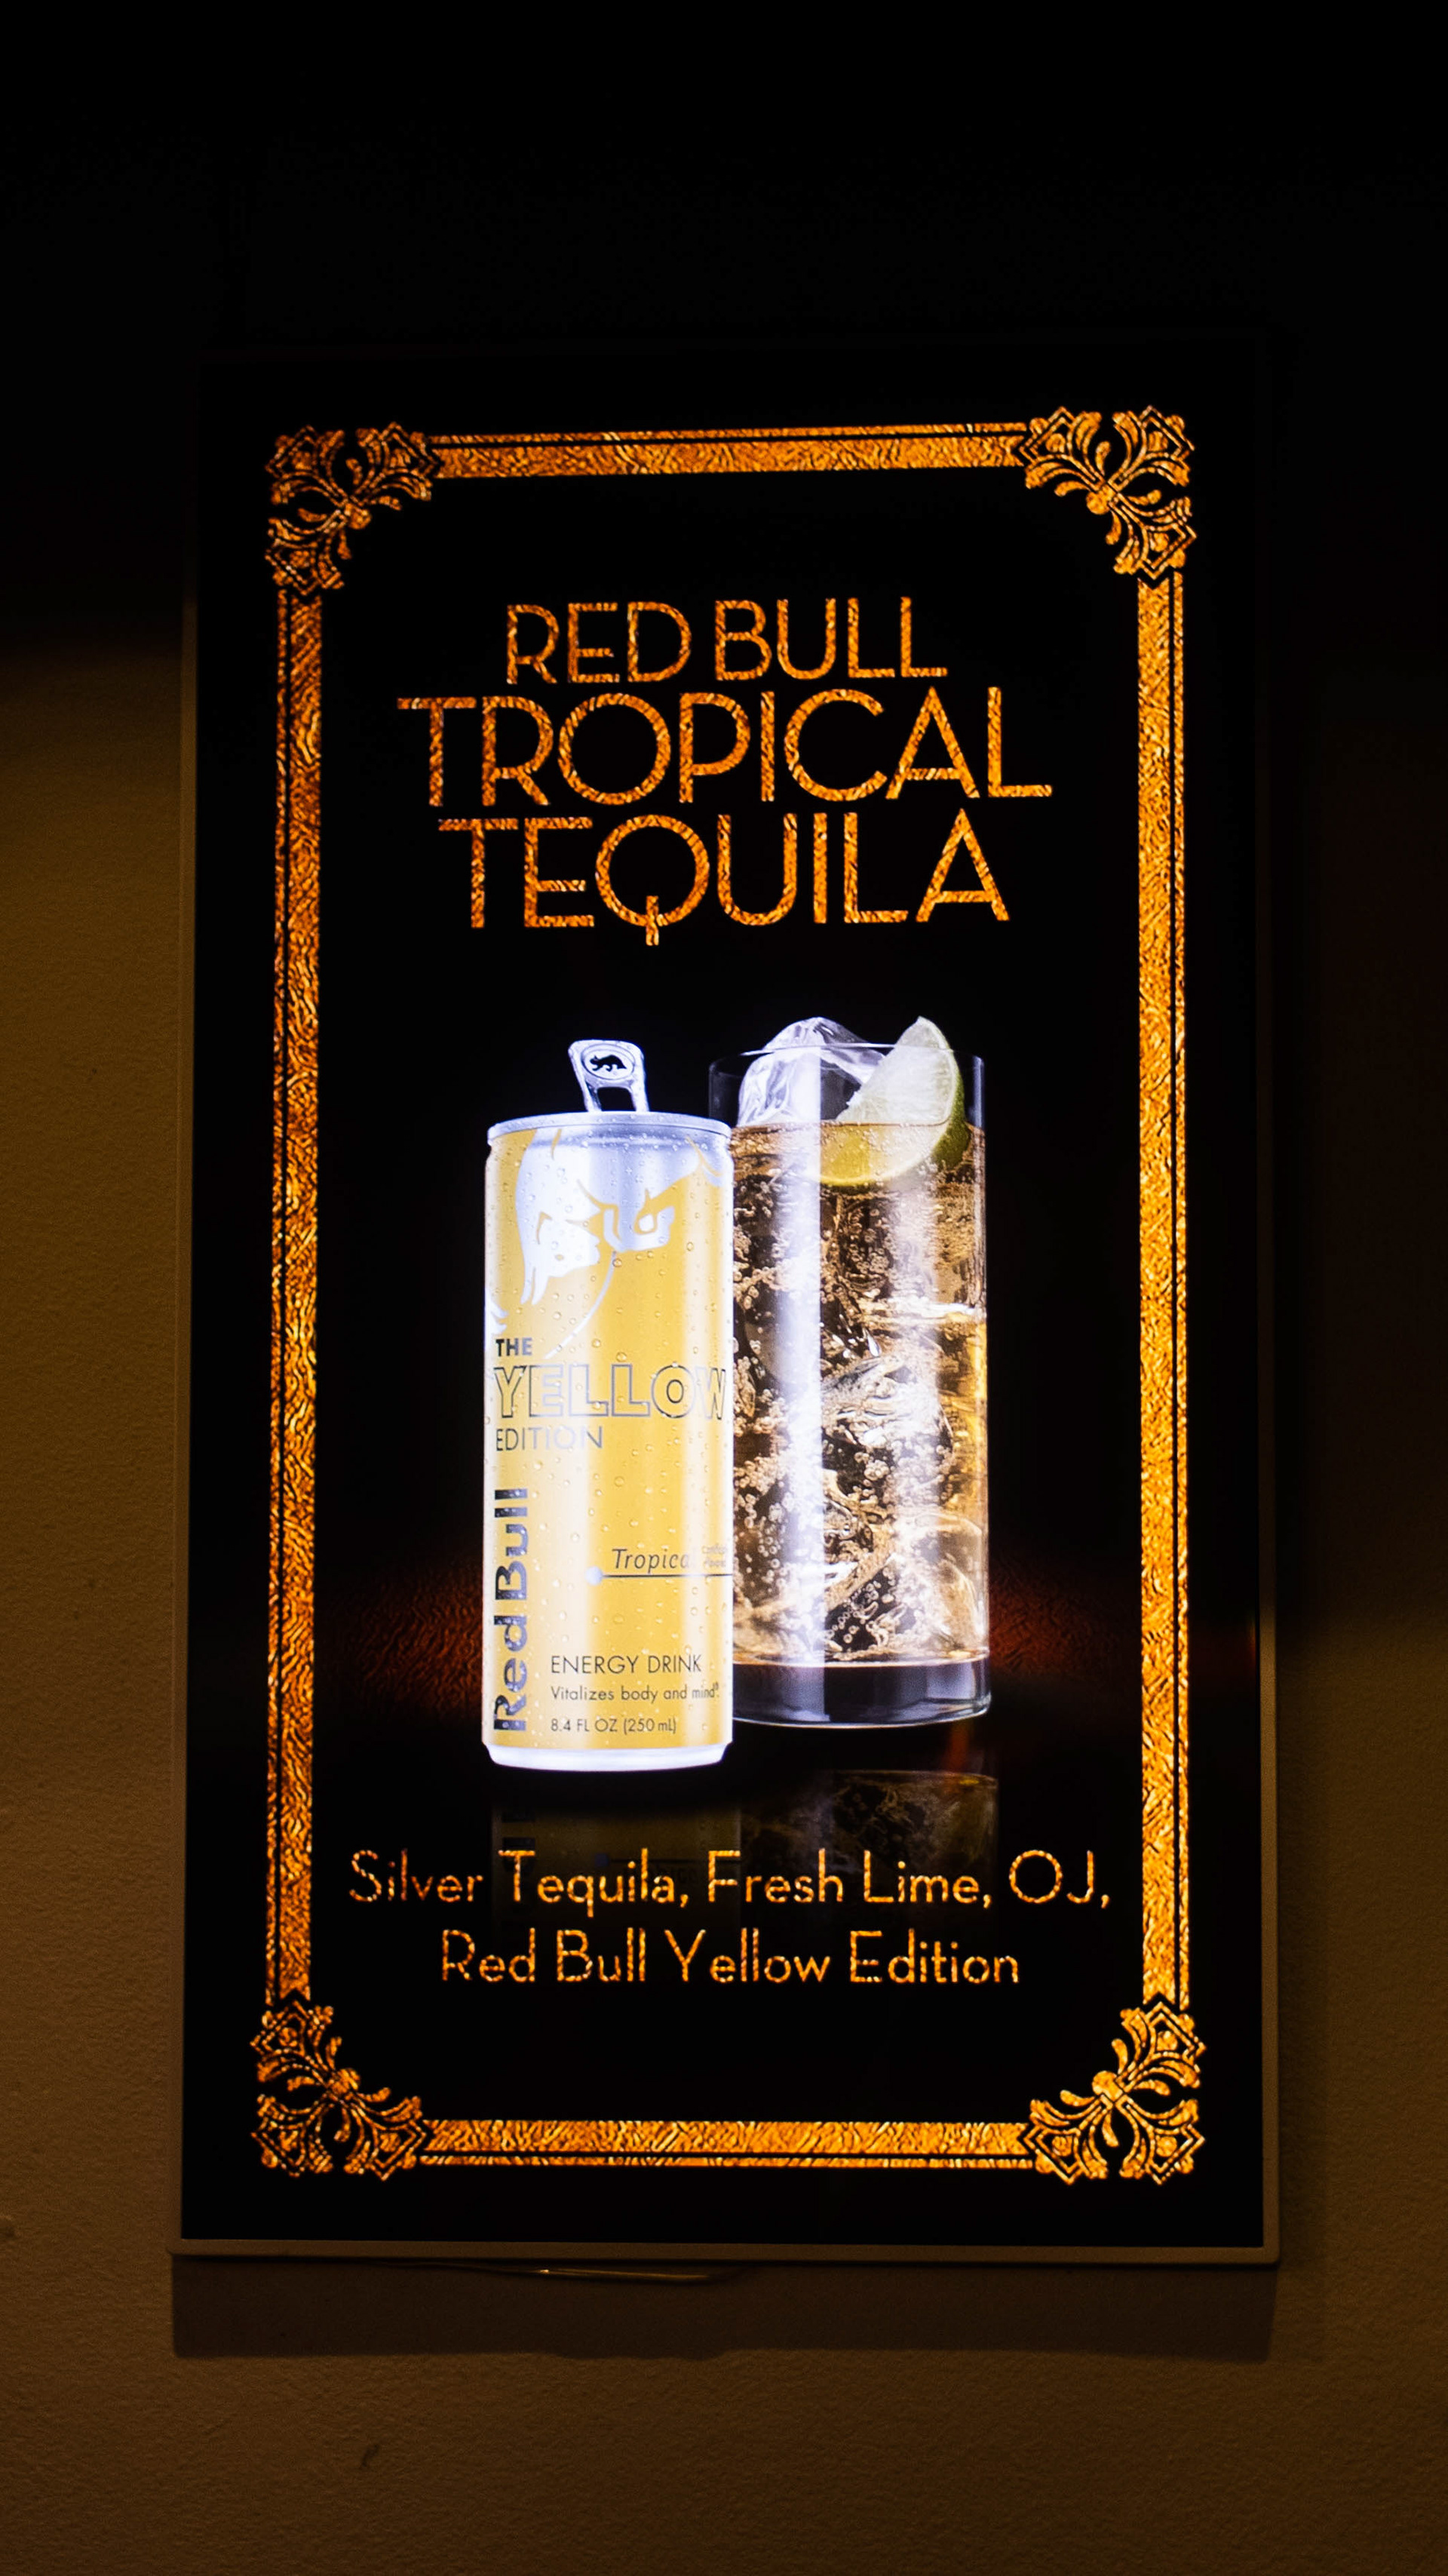 RED BULL
TROPICAL
TEQUILA
THE
YELLOW
EDITION
Red Bull
Tropical
ENERGY DRINK
Vitalizes body and mind®.
8.4 FL OZ (250 mL)
Silver Tequila, Fresh Lime, OJ,
Red Bull Yellow Edition